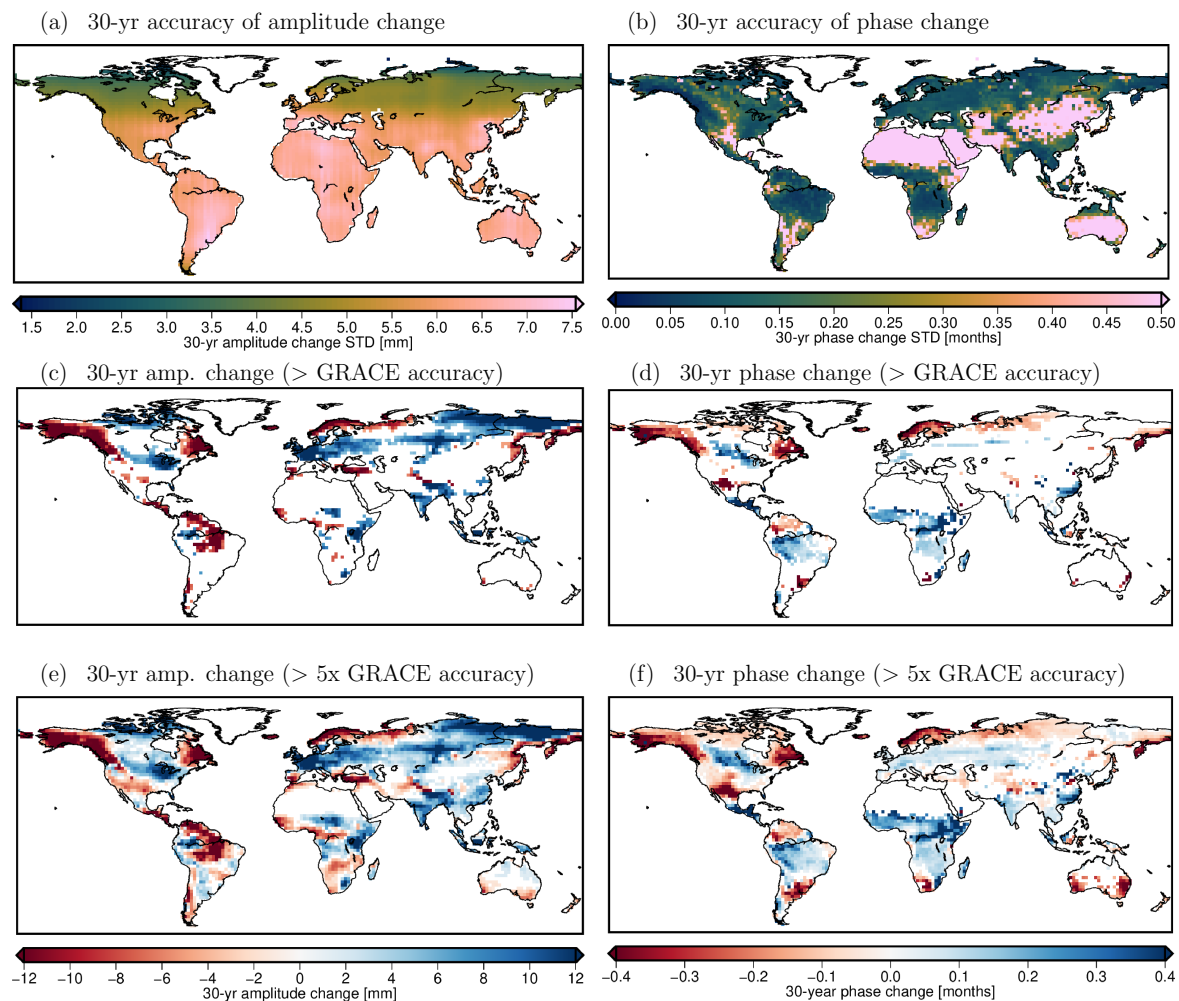 (a) 30-yr accuracy of amplitude change
(b) 30-yr accuracy of phase change
1.5 2.0 2.5 3.0 3.5 4.0 4.5 5.0 5.5 6.0 6.5 7.0 7.5
30-yr amplitude change STD [mm]
0.00 0.05 0.10 0.15 0.20 0.25 0.30 0.35 0.40 0.45 0.50
30-yr phase change STD [months]
(c) 30-yr amp. change (> GRACE accuracy)
(d) 30-yr phase change (> GRACE accuracy)
(e) 30-yr amp. change (> 5x GRACE accuracy)
(f) 30-yr phase change (> 5x GRACE accuracy)
−12 −10 −8 −6 −4 −2 0 2 4 6 8 10 12
30-yr amplitude change [mm]
−0.4 −0.3 −0.2 −0.1 0.0 0.1 0.2 0.3 0.4
30-year phase change [months]